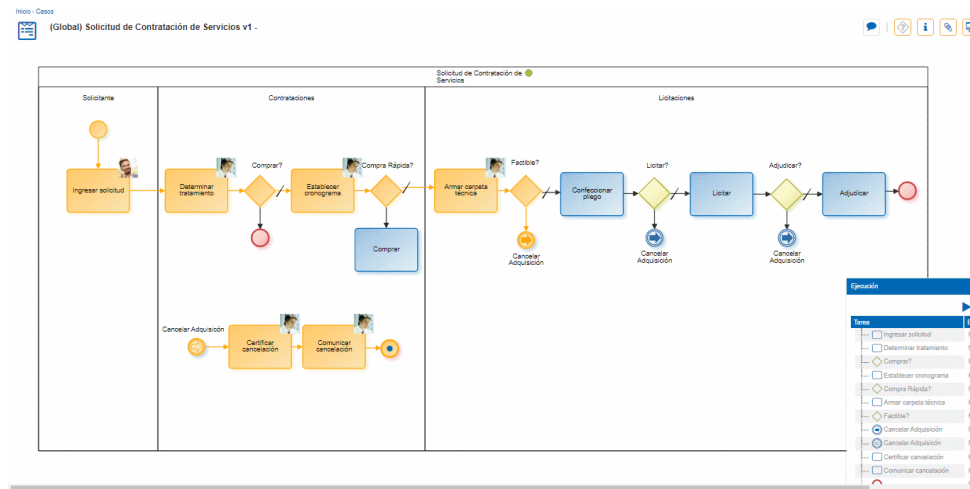 Inicio - Casos
(Global) Solicitud de Contratación de Servicios v1 -
Solicitud de Contratación de
Servicios
Solicitante
Contrataciones
Licitaciones
Ingresar solicitud
Determinar
tratamiento
Comprar?
Establecer
cronograma
Compra Rápida?
Comprar
Armar carpeta
técnica
Factible?
Cancelar
Adquisición
Confeccionar
pliego
Licitar?
Cancelar
Adquisición
Licitar
Adjudicar?
Cancelar
Adquisición
Adjudicar
Cancelar Adquisición
Certificar
cancelación
Comunicar
cancelación
Ejecución
Tarea
Ingresar solicitud
Determinar tratamiento
Comprar?
Establecer cronograma
Compra Rápida?
Armar carpeta técnica
Factible?
Cancelar Adquisición
Cancelar Adquisición
Certificar cancelación
Comunicar cancelación